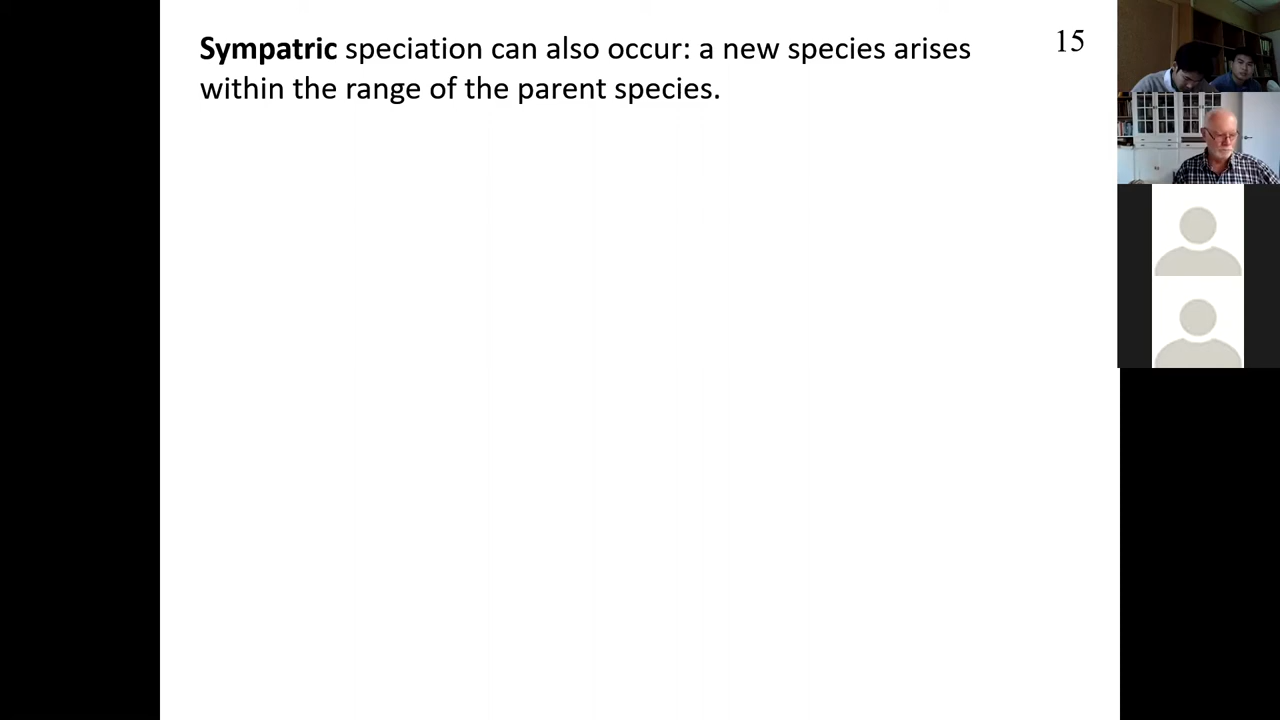 Sympatric speciation can also occur: a new species arises
within the range of the parent species.
15